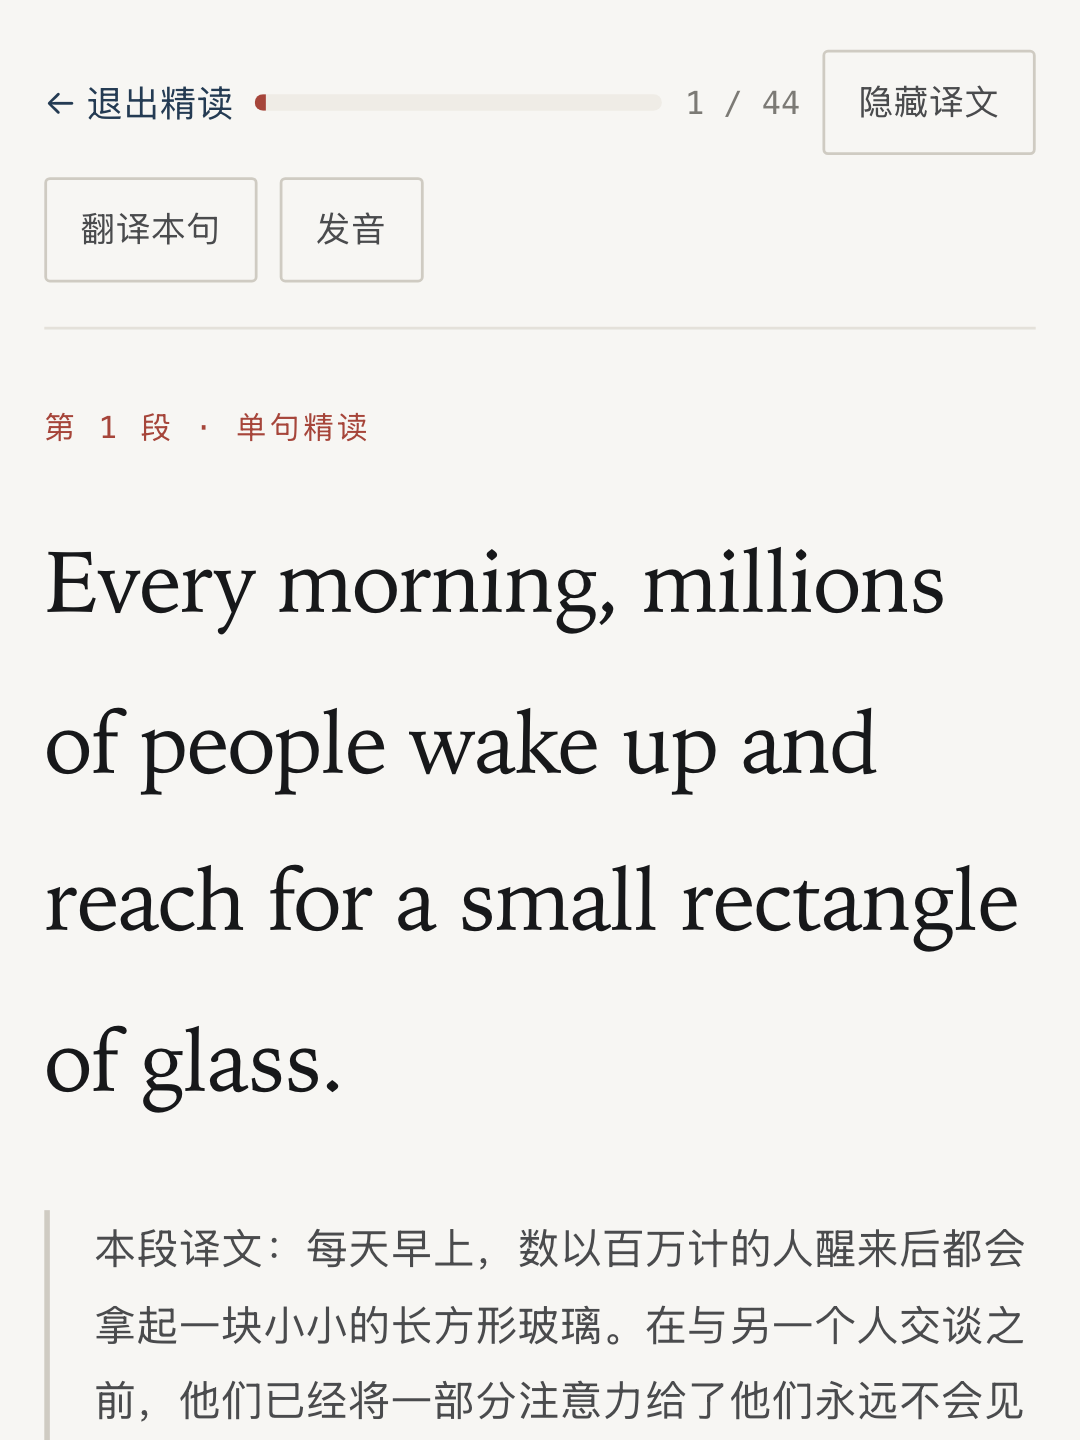 ← 退出精读 1 / 44 隐藏译文
翻译本句 发音
第 1 段 · 单句精读
Every morning, millions
of people wake up and
reach for a small rectangle
of glass.
本段译文：每天早上，数以百万计的人醒来后都会
拿起一块小小的长方形玻璃。在与另一个人交谈之
前，他们已经将一部分注意力给了他们永远不会见